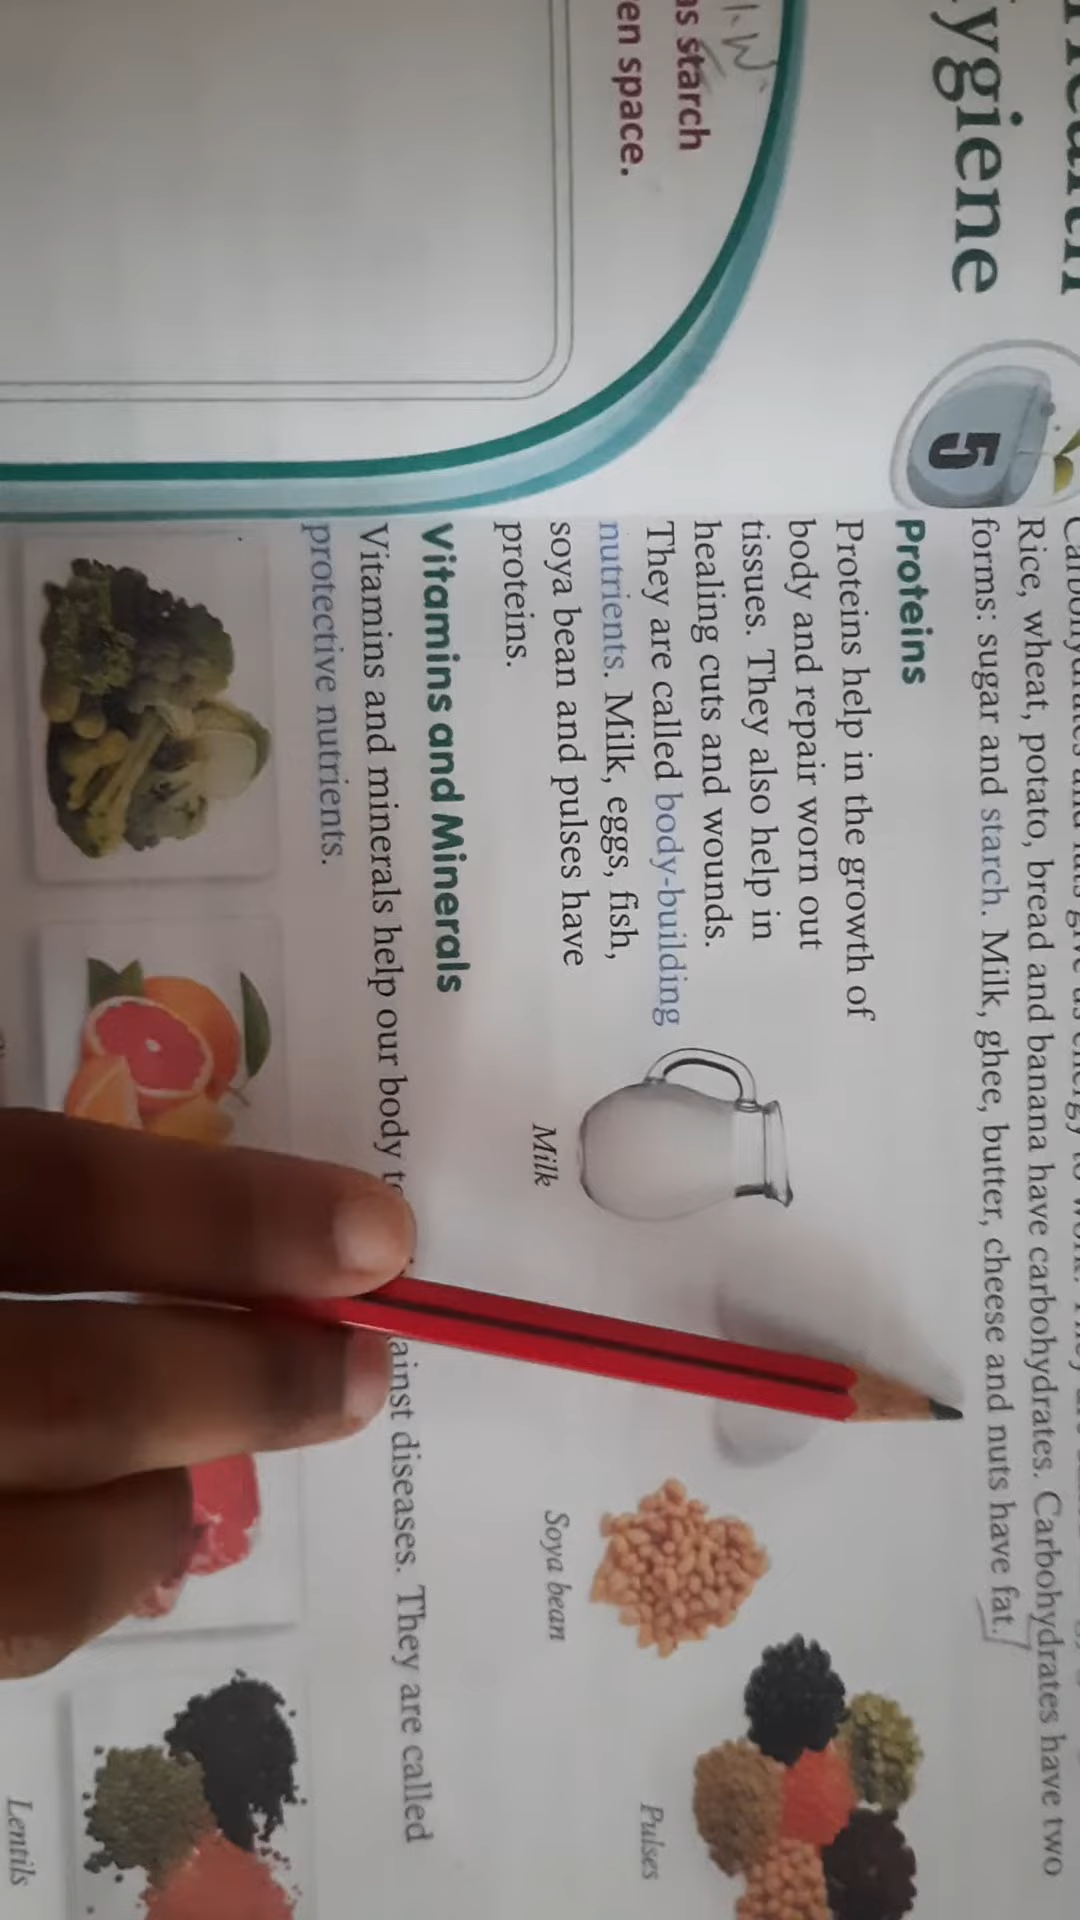 ygiene
5
1.W.
as starch
en space.
Rice, wheat, potato, bread and banana have carbohydrates. Carbohydrates have two
forms: sugar and starch. Milk, ghee, butter, cheese and nuts have fat.
Proteins
Proteins help in the growth of
body and repair worn out
tissues. They also help in
healing cuts and wounds.
They are called body-building
nutrients. Milk, eggs, fish,
soya bean and pulses have
proteins.
Milk
Soya bean
Pulses
Vitamins and Minerals
Vitamins and minerals help our body ainst diseases. They are called
protective nutrients.
Lentils